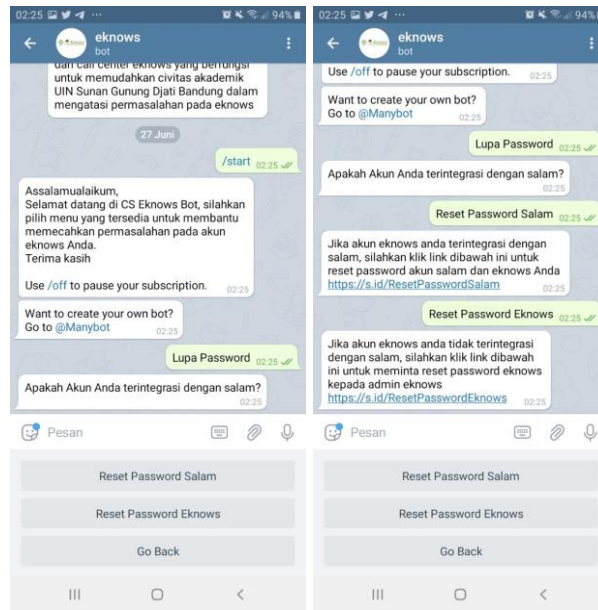 02:25 94%
eknows
bot
dan call center eknows yang berfungsi
untuk memudahkan civitas akademik
UIN Sunan Gunung Djati Bandung dalam
mengatasi permasalahan pada eknows
27 Juni
/start 02:25
Assalamualaikum,
Selamat datang di CS Eknows Bot, silahkan
pilih menu yang tersedia untuk membantu
memecahkan permasalahan pada akun
eknows Anda.
Terima kasih
Use /off to pause your subscription. 02:25
Want to create your own bot?
Go to @Manybot 02:25
Lupa Password 02:25
Apakah Akun Anda terintegrasi dengan salam?
02:25
Pesan
Reset Password Salam
Reset Password Eknows
Go Back
02:25 94%
eknows
bot
Use /off to pause your subscription. 02:25
Want to create your own bot?
Go to @Manybot 02:25
Lupa Password 02:25
Apakah Akun Anda terintegrasi dengan salam?
02:25
Reset Password Salam 02:25
Jika akun eknows anda terintegrasi dengan
salam, silahkan klik link dibawah ini untuk
reset password akun salam dan eknows Anda
https://s.id/ResetPasswordSalam 02:25
Reset Password Eknows 02:25
Jika akun eknows anda tidak terintegrasi
dengan salam, silahkan klik link dibawah
ini untuk meminta reset password eknows
kepada admin eknows
https://s.id/ResetPasswordEknows 02:25
Pesan
Reset Password Salam
Reset Password Eknows
Go Back